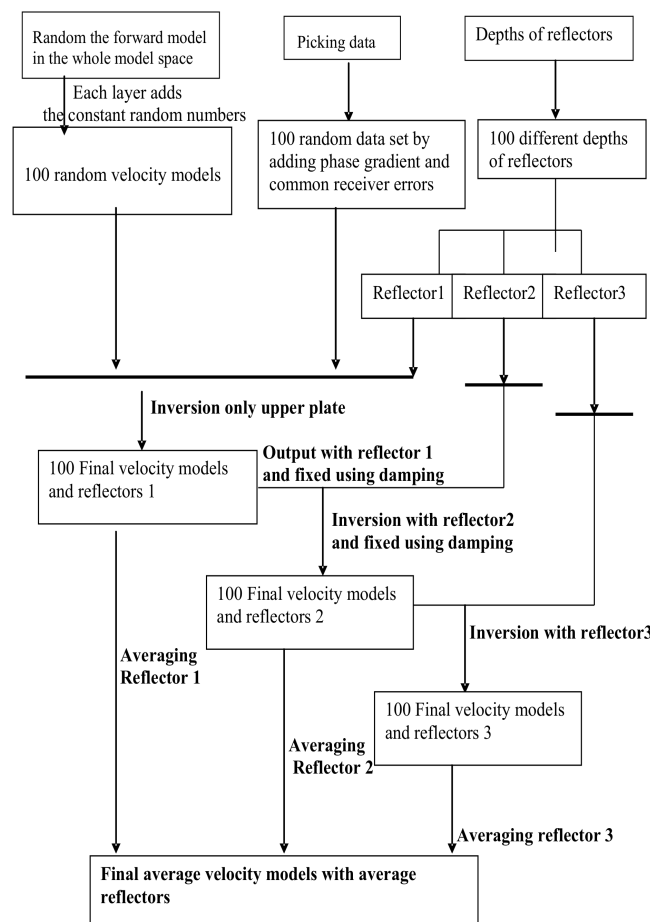 Random the forward model
in the whole model space
Picking data
Depths of reflectors
Each layer adds
the constant random numbers
100 random velocity models
100 random data set by
adding phase gradient and
common receiver errors
100 different depths
of reflectors
Reflector1
Reflector2
Reflector3
Inversion only upper plate
100 Final velocity models
and reflectors 1
Output with reflector 1
and fixed using damping
Inversion with reflector2
and fixed using damping
100 Final velocity models
and reflectors 2
Inversion with reflector3
Averaging
Reflector 1
100 Final velocity models
and reflectors 3
Averaging
Reflector 2
Averaging reflector 3
Final average velocity models with average
reflectors